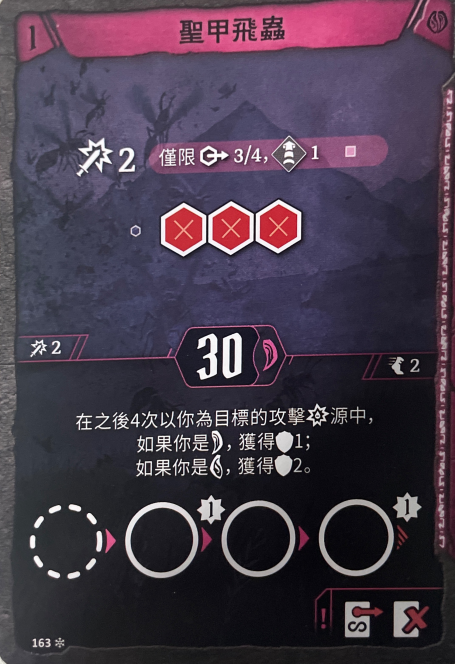 1 聖甲飛蟲
2 僅限 3/4, 1
2 30 2
在之後4次以你為目標的攻擊源中,
如果你是, 獲得1;
如果你是, 獲得2。
1 1
!
163